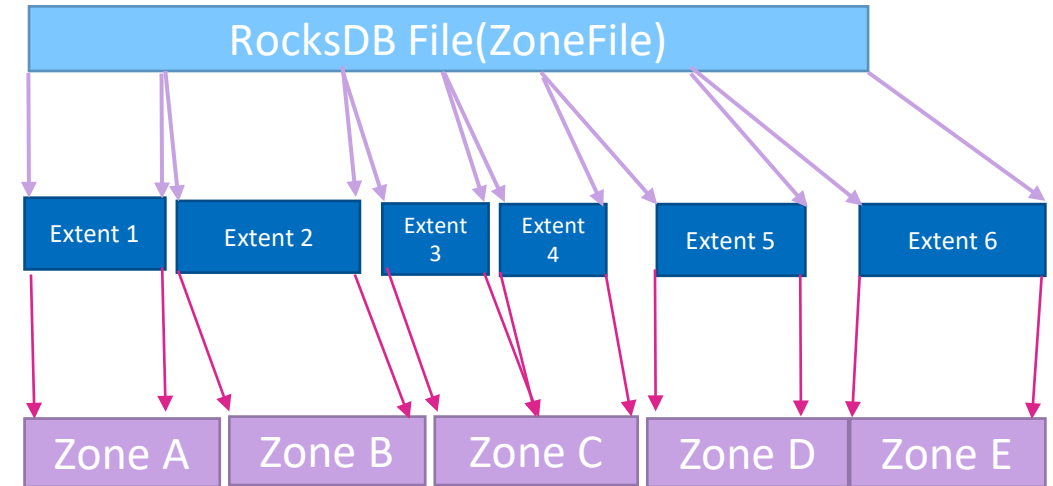 RocksDB File(ZoneFile)
Extent 1
Extent 2
Extent
3
Extent
4
Extent 5
Extent 6
Zone A
Zone B
Zone C
Zone D
Zone E